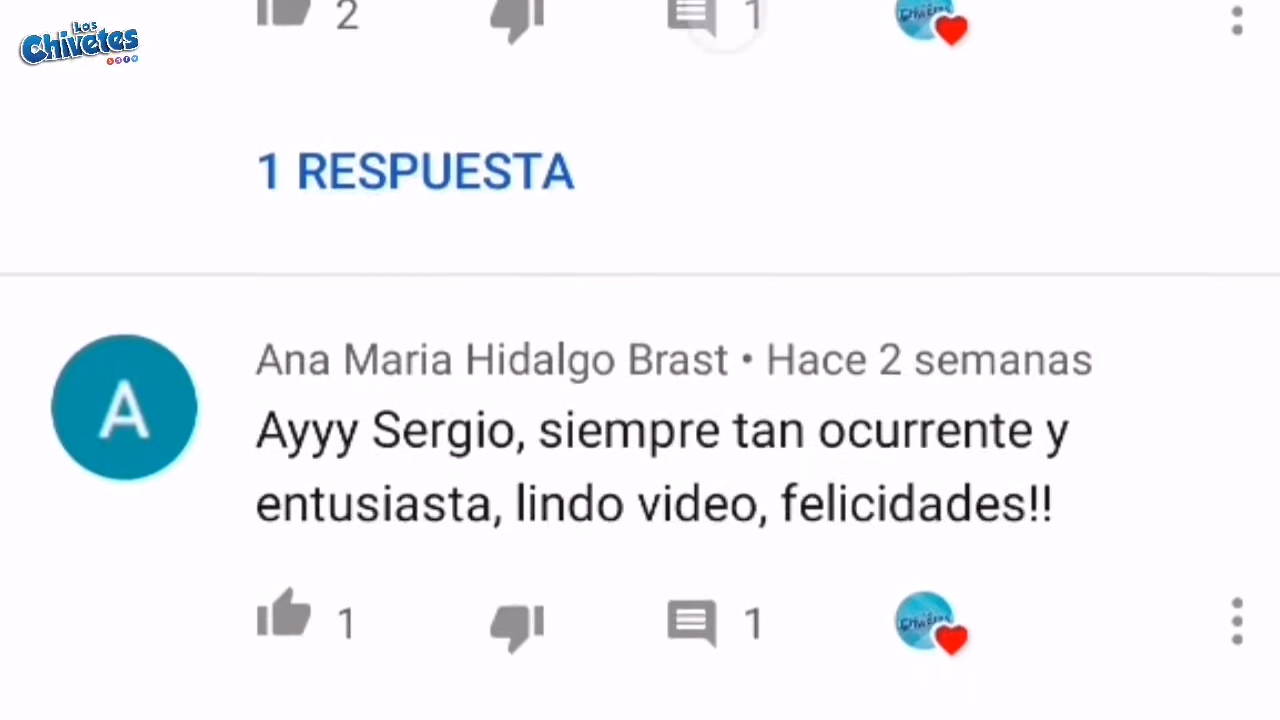 Los
Chivetes
2 1
1 RESPUESTA
A
Ana Maria Hidalgo Brast • Hace 2 semanas
Ayyy Sergio, siempre tan ocurrente y
entusiasta, lindo video, felicidades!!
1 1